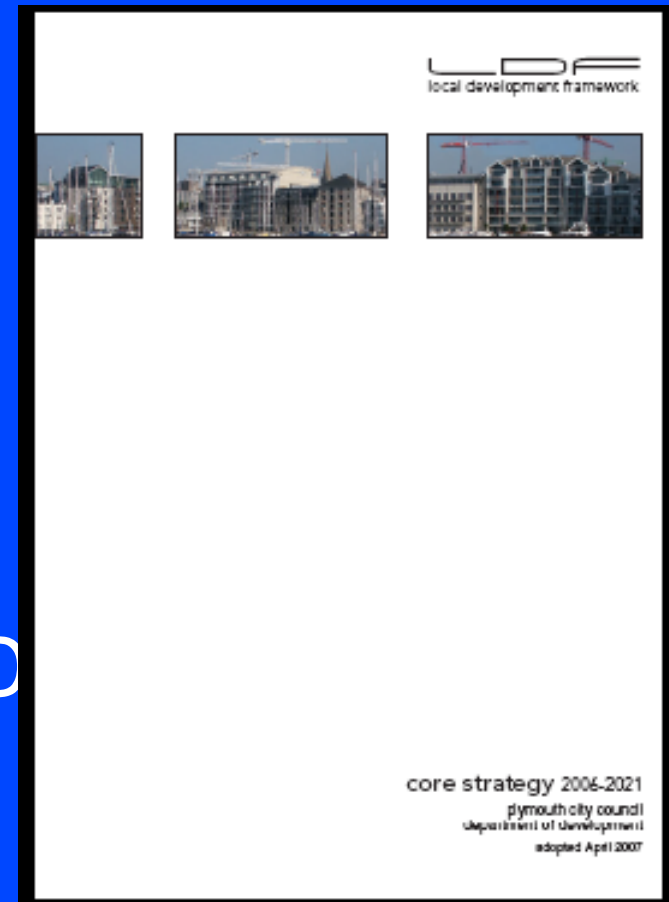 LDF
local development framework
core strategy 2006-2021
plymouth city council
department of development
adopted April 2007